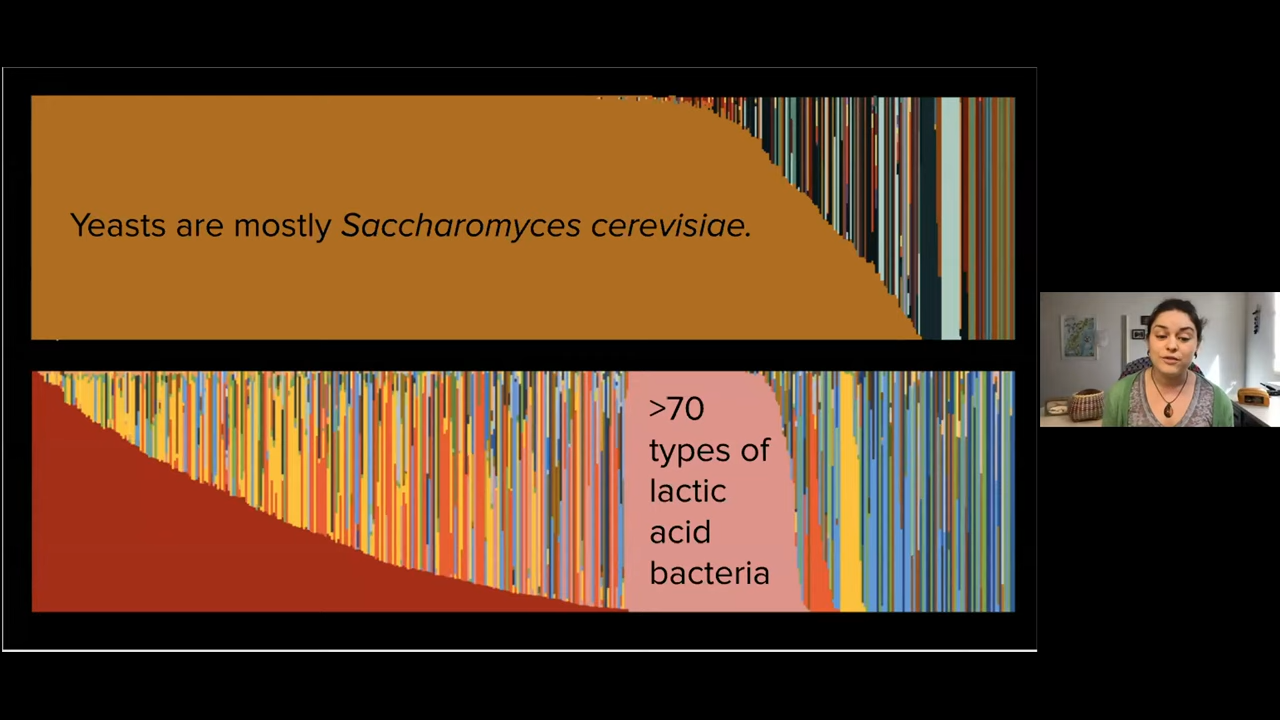 Yeasts are mostly Saccharomyces cerevisiae.
>70
types of
lactic
acid
bacteria